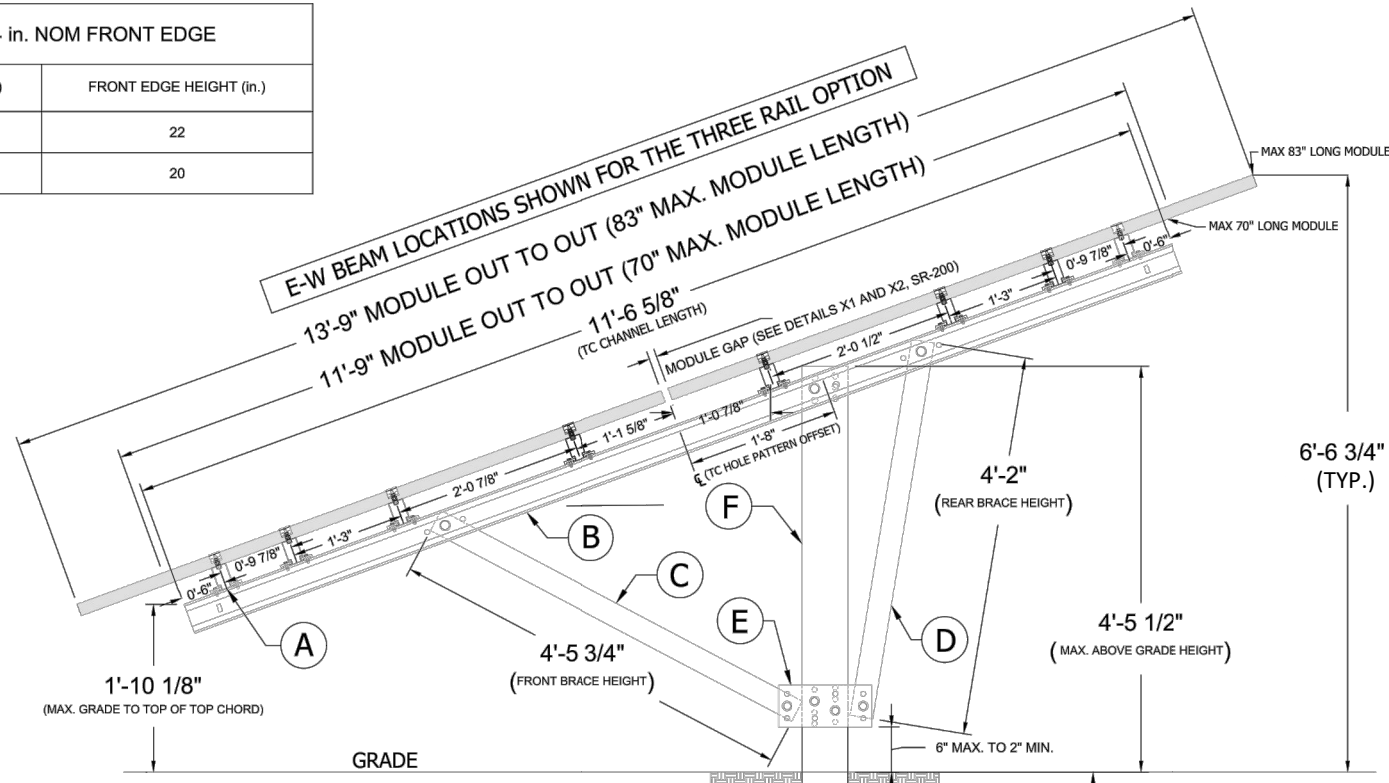 in. NOM FRONT EDGE
FRONT EDGE HEIGHT (in.)
22
20
E-W BEAM LOCATIONS SHOWN FOR THE THREE RAIL OPTION
13'-9" MODULE OUT TO OUT (83" MAX. MODULE LENGTH)
11'-9" MODULE OUT TO OUT (70" MAX. MODULE LENGTH)
11'-6 5/8"
(TC CHANNEL LENGTH)
MODULE GAP (SEE DETAILS X1 AND X2, SR-200)
MAX 83" LONG MODULE
MAX 70" LONG MODULE
0'-6"
0'-9 7/8"
1'-3"
2'-0 1/2"
1'-0 7/8"
1'-1 5/8"
2'-0 7/8"
1'-3"
0'-9 7/8"
0'-6"
1'-8"
℄ (TC HOLE PATTERN OFFSET)
6'-6 3/4"
(TYP.)
4'-2"
(REAR BRACE HEIGHT)
F
B
C
E
D
A
4'-5 3/4"
(FRONT BRACE HEIGHT)
4'-5 1/2"
(MAX. ABOVE GRADE HEIGHT)
1'-10 1/8"
(MAX. GRADE TO TOP OF TOP CHORD)
6" MAX. TO 2" MIN.
GRADE